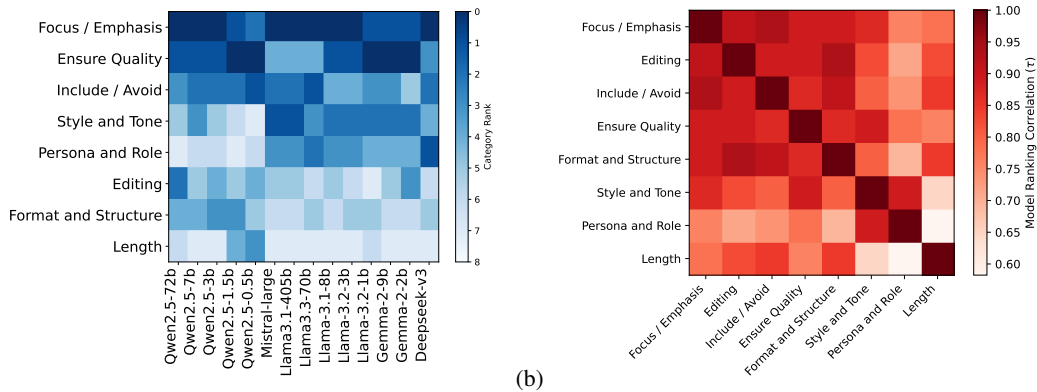 Focus / Emphasis
Ensure Quality
Include / Avoid
Style and Tone
Persona and Role
Editing
Format and Structure
Length
Qwen2.5-72b
Qwen2.5-7b
Qwen2.5-3b
Qwen2.5-1.5b
Qwen2.5-0.5b
Mistral-large
Llama3.1-405b
Llama3.3-70b
Llama-3.1-8b
Llama-3.2-3b
Llama-3.2-1b
Gemma-2-9b
Gemma-2-2b
Deepseek-v3
0
1
2
3
4
5
6
7
8
Category Rank
Focus / Emphasis
Editing
Include / Avoid
Ensure Quality
Format and Structure
Style and Tone
Persona and Role
Length
Focus / Emphasis
Editing
Include / Avoid
Ensure Quality
Format and Structure
Style and Tone
Persona and Role
Length
1.00
0.95
0.90
0.85
0.80
0.75
0.70
0.65
0.60
Model Ranking Correlation (τ)
(b)